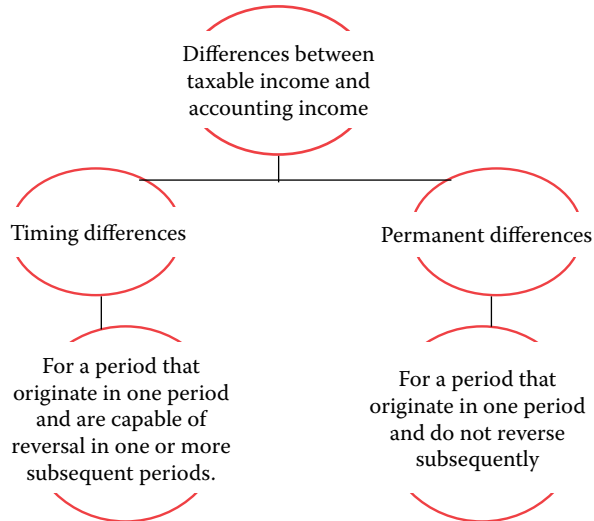 Differences between
taxable income and
accounting income
Timing differences
Permanent differences
For a period that
originate in one period
and are capable of
reversal in one or more
subsequent periods.
For a period that
originate in one period
and do not reverse
subsequently